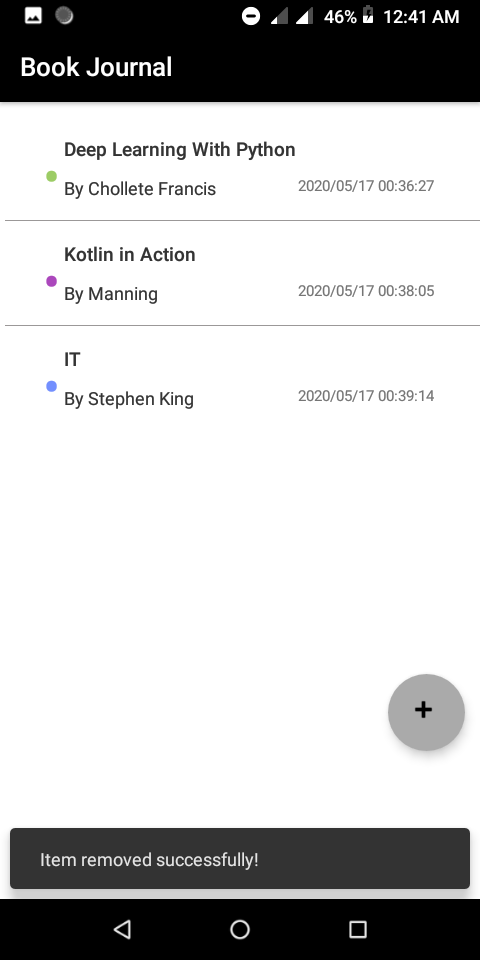 46% 12:41 AM
Book Journal
Deep Learning With Python
By Chollete Francis 2020/05/17 00:36:27
Kotlin in Action
By Manning 2020/05/17 00:38:05
IT
By Stephen King 2020/05/17 00:39:14
+
Item removed successfully!